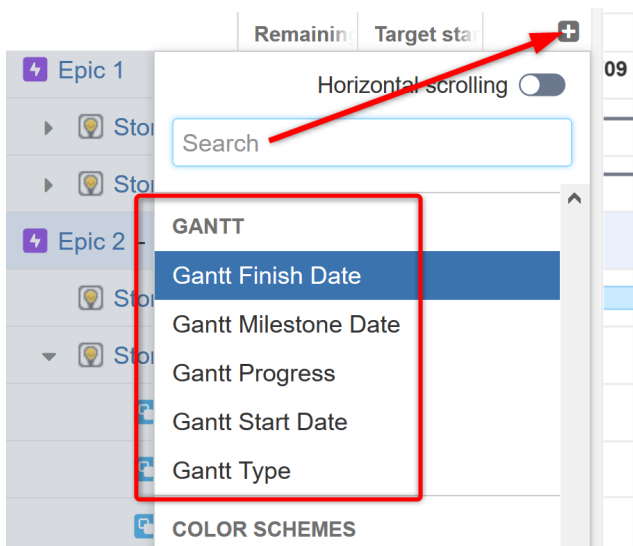 Remaining Target star
Epic 1
09
Horizontal scrolling
Stor
Search
Stor
GANTT
Epic 2 -
Gantt Finish Date
Stor
Gantt Milestone Date
Stor
Gantt Progress
Gantt Start Date
Gantt Type
COLOR SCHEMES